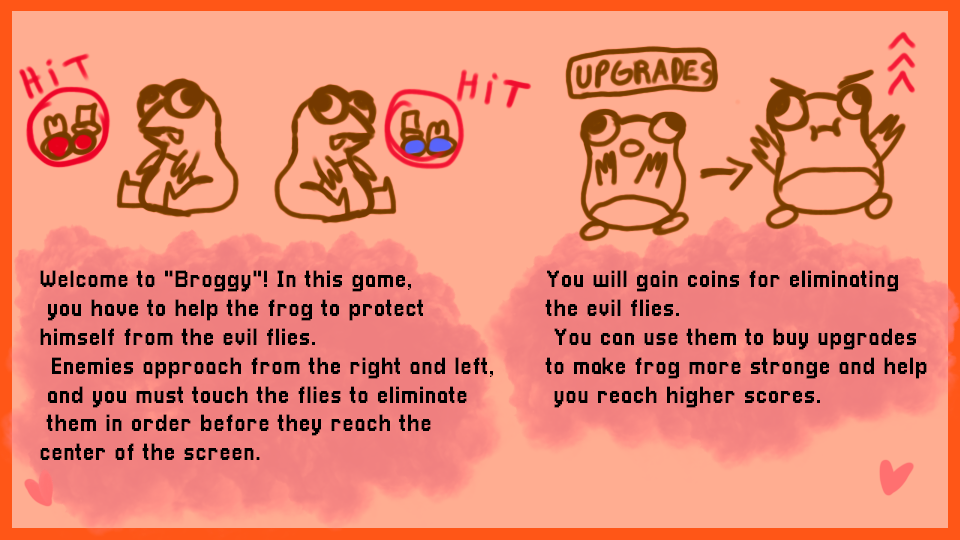 HiT
HiT
UPGRADES
Welcome to "Broggy"! In this game,
you have to help the frog to protect
himself from the evil flies.
Enemies approach from the right and left,
and you must touch the flies to eliminate
them in order before they reach the
center of the screen.
You will gain coins for eliminating
the evil flies.
You can use them to buy upgrades
to make frog more stronge and help
you reach higher scores.